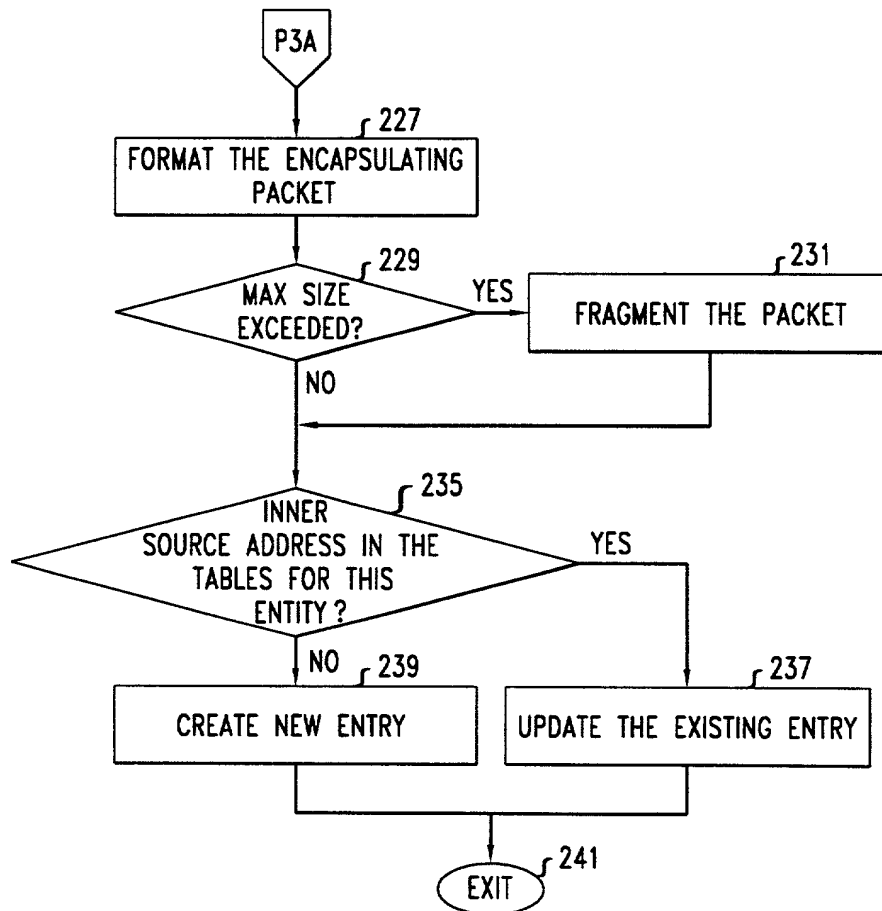 P3A
227
FORMAT THE ENCAPSULATING
PACKET
229
MAX SIZE
EXCEEDED?
YES
231
FRAGMENT THE PACKET
NO
235
INNER
SOURCE ADDRESS IN THE
TABLES FOR THIS
ENTITY?
YES
NO
239
CREATE NEW ENTRY
237
UPDATE THE EXISTING ENTRY
241
EXIT